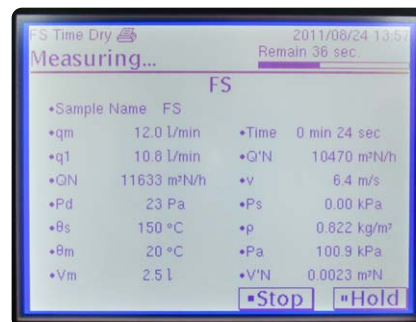 FS Time Dry 2011/08/24 13:57
Measuring... Remain 36 sec.
FS
•Sample Name FS
•qm 12.0 l/min •Time 0 min 24 sec
•q1 10.8 l/min •Q'N 10470 m³N/h
•QN 11633 m³N/h •v 6.4 m/s
•Pd 23 Pa •Ps 0.00 kPa
•θs 150 °C •ρ 0.822 kg/m³
•θm 20 °C •Pa 100.9 kPa
•Vm 2.5 l •V'N 0.0023 m³N
▪Stop ⏸Hold